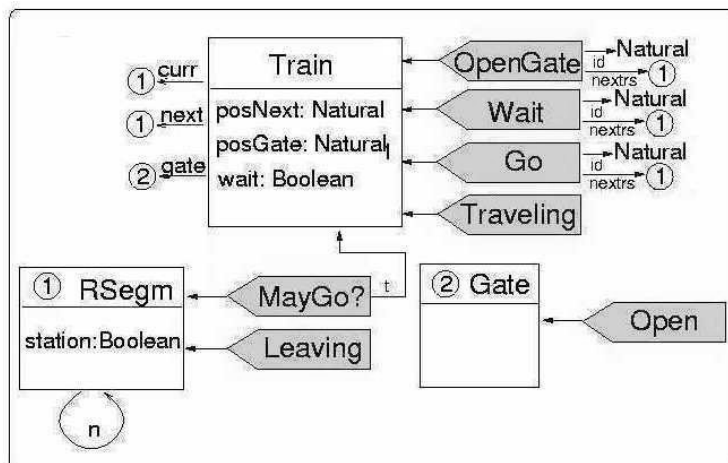 Train
posNext: Natural
posGate: Natural
wait: Boolean
1 curr
1 next
2 gate
OpenGate
Natural
id
nextrs
1
Wait
Natural
id
nextrs
1
Go
Natural
id
nextrs
1
Traveling
1 RSegm
station:Boolean
n
MayGo?
t
Leaving
2 Gate
Open